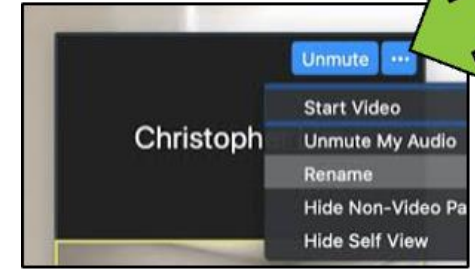 Unmute ···
Start Video
Christoph
Unmute My Audio
Rename
Hide Non-Video Pa
Hide Self View